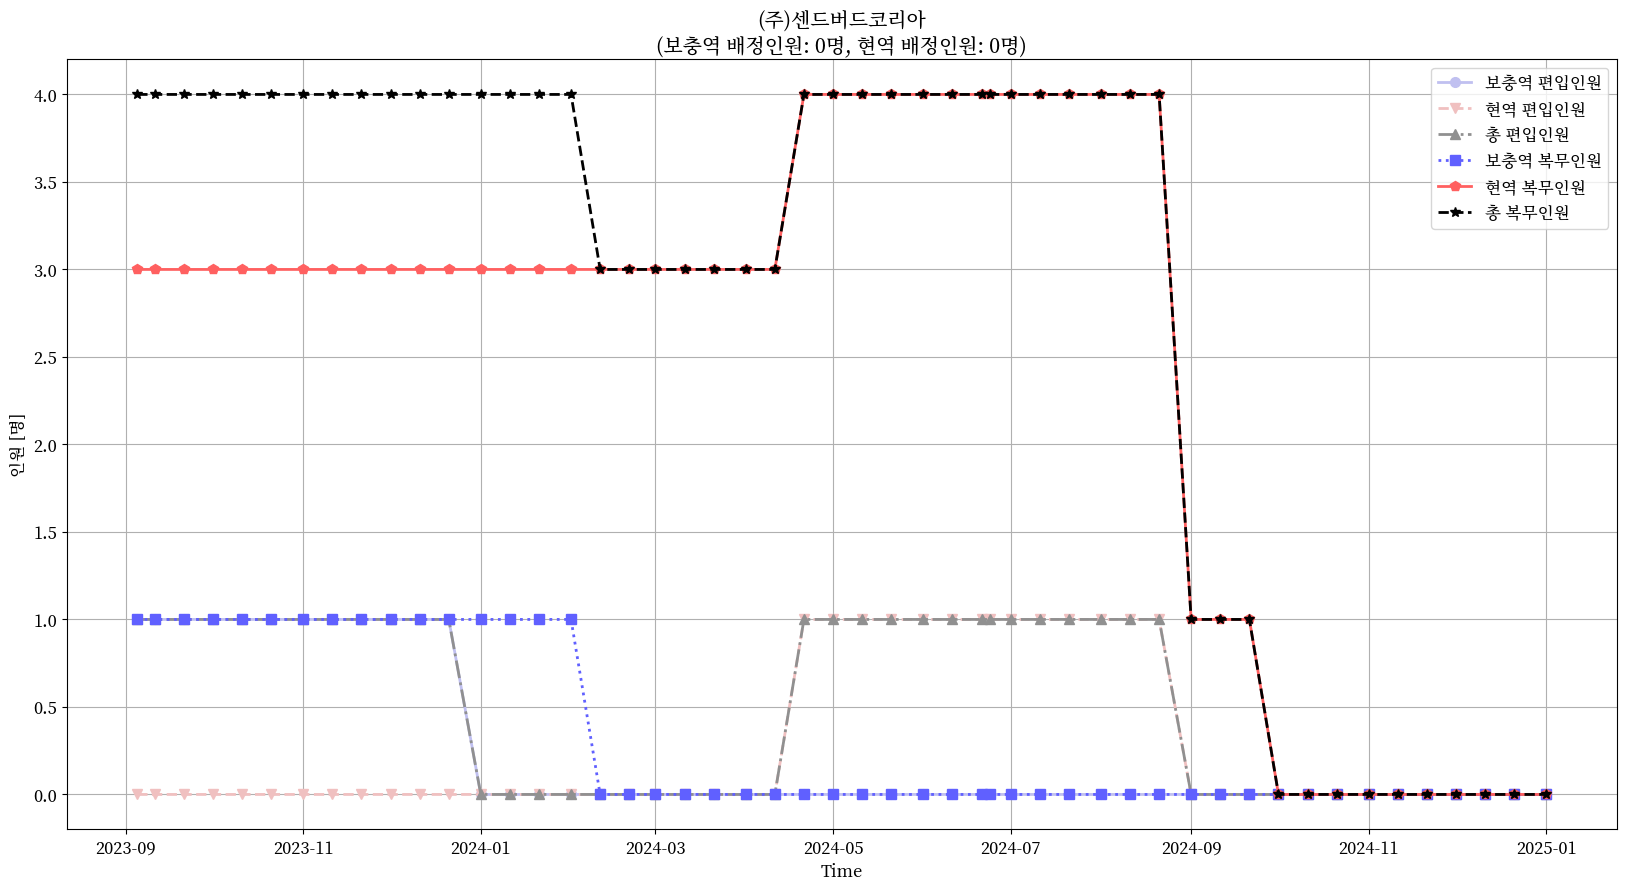 (주)센드버드코리아
(보충역 배정인원: 0명, 현역 배정인원: 0명)
보충역 편입인원
현역 편입인원
총 편입인원
보충역 복무인원
현역 복무인원
총 복무인원
인원 [명]
4.0
3.5
3.0
2.5
2.0
1.5
1.0
0.5
0.0
2023-09 2023-11 2024-01 2024-03 2024-05 2024-07 2024-09 2024-11 2025-01
Time